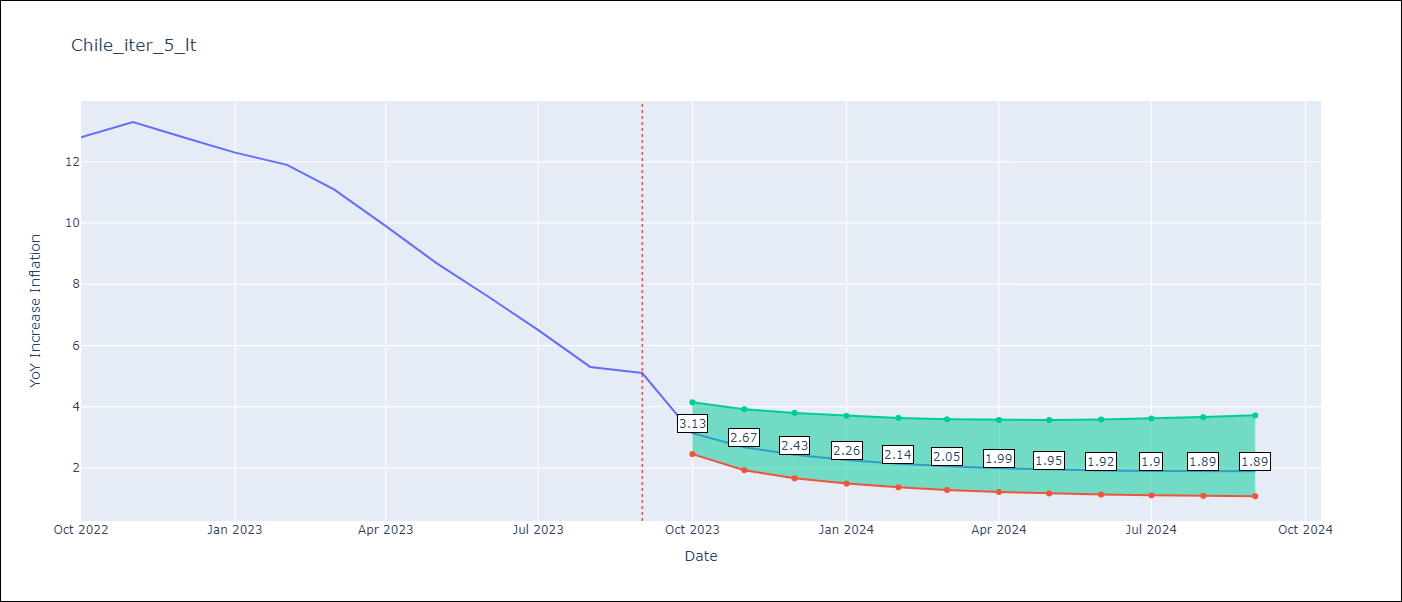 Chile_iter_5_lt
YoY Increase Inflation
12
10
8
6
4
2
3.13
2.67
2.43
2.26
2.14
2.05
1.99
1.95
1.92
1.9
1.89
1.89
Oct 2022
Jan 2023
Apr 2023
Jul 2023
Oct 2023
Jan 2024
Apr 2024
Jul 2024
Oct 2024
Date